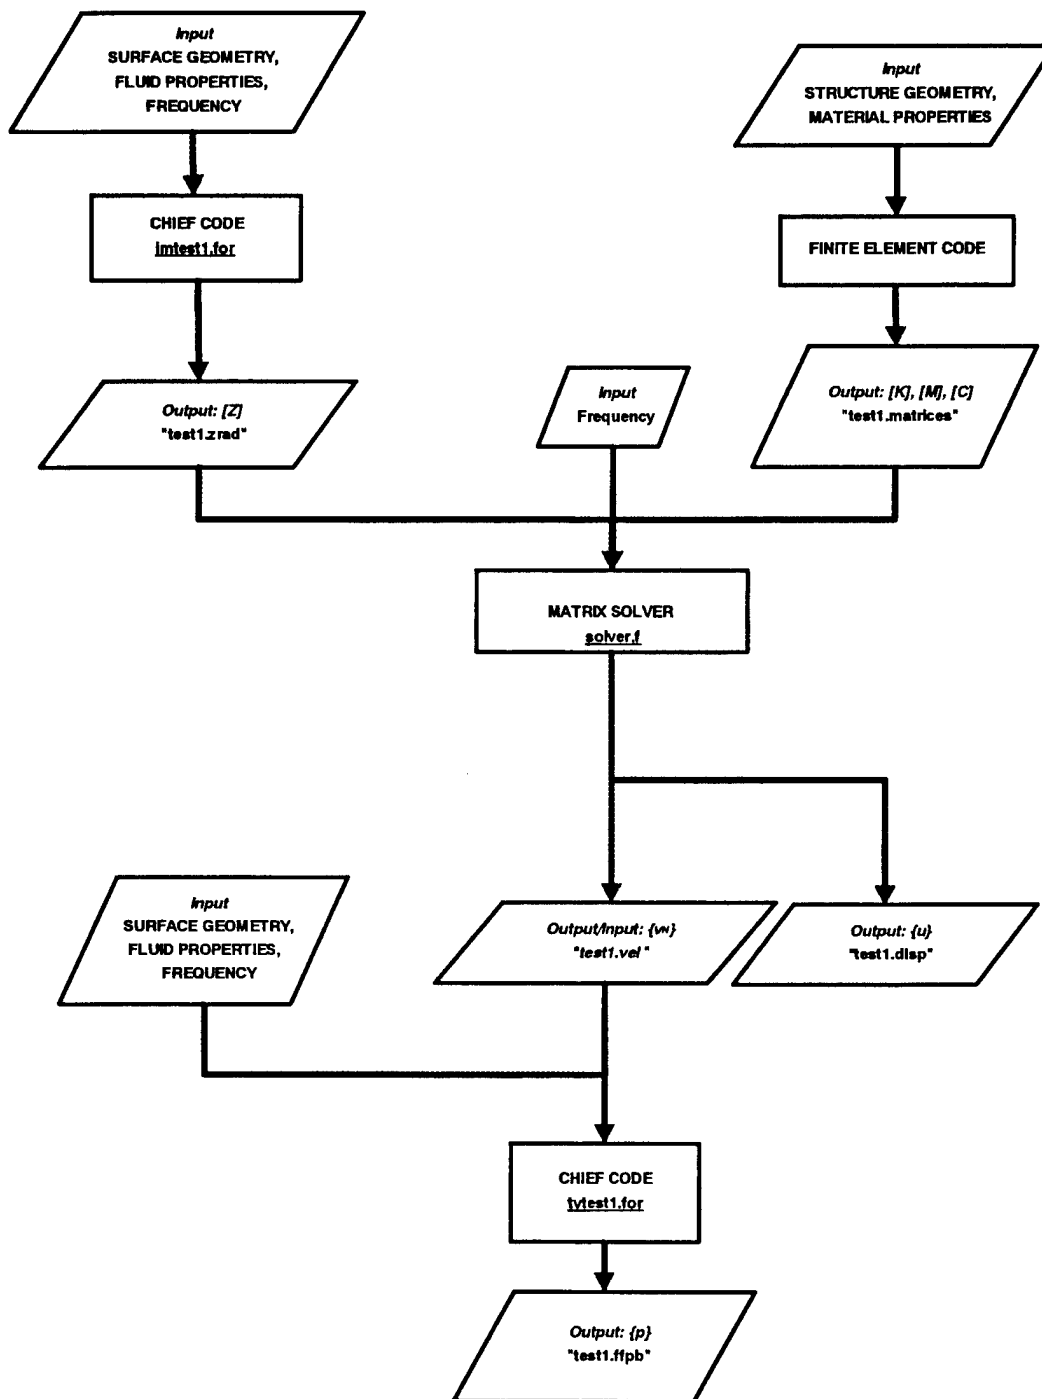 Input
SURFACE GEOMETRY,
FLUID PROPERTIES,
FREQUENCY
Input
STRUCTURE GEOMETRY,
MATERIAL PROPERTIES
CHIEF CODE
imtest1.for
FINITE ELEMENT CODE
Output: [Z]
"test1.zrad"
Input
Frequency
Output: [K], [M], [C]
"test1.matrices"
MATRIX SOLVER
solver.f
Input
SURFACE GEOMETRY,
FLUID PROPERTIES,
FREQUENCY
Output/Input: {vN}
"test1.vel"
Output: {u}
"test1.disp"
CHIEF CODE
tvtest1.for
Output: {p}
"test1.ffpb"